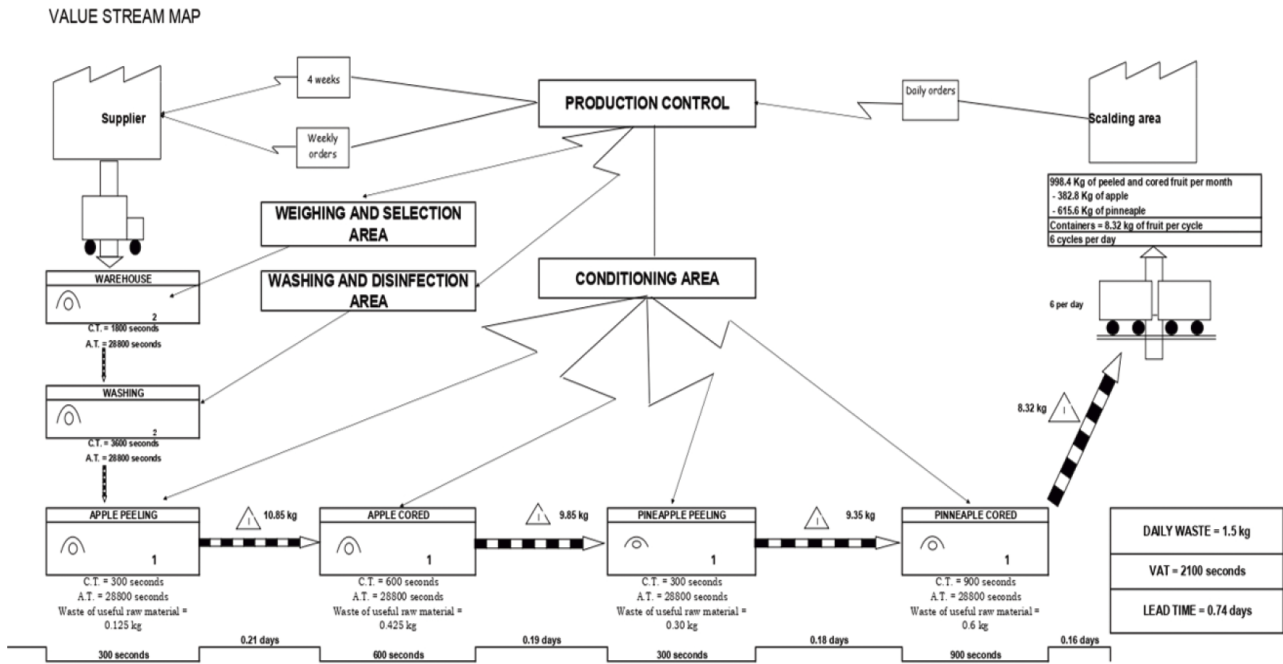 VALUE STREAM MAP
Supplier
4 weeks
Weekly
orders
PRODUCTION CONTROL
Daily orders
Scalding area
998.4 Kg of peeled and cored fruit per month
- 382.8 Kg of apple
- 615.6 Kg of pinneaple
Containers = 8.32 kg of fruit per cycle
6 cycles per day
WEIGHING AND SELECTION
AREA
WASHING AND DISINFECTION
AREA
CONDITIONING AREA
6 per day
WAREHOUSE
2
C.T. = 1800 seconds
A.T. = 28800 seconds
WASHING
2
C.T. = 3600 seconds
A.T. = 28800 seconds
8.32 kg
I
APPLE PEELING
1
C.T. = 300 seconds
A.T. = 28800 seconds
Waste of useful raw material =
0.125 kg
I
10.85 kg
APPLE CORED
1
C.T. = 600 seconds
A.T. = 28800 seconds
Waste of useful raw material =
0.425 kg
I
9.85 kg
PINEAPPLE PEELING
1
C.T. = 300 seconds
A.T. = 28800 seconds
Waste of useful raw material =
0.30 kg
I
9.35 kg
PINNEAPLE CORED
1
C.T. = 900 seconds
A.T. = 28800 seconds
Waste of useful raw material =
0.6 kg
DAILY WASTE = 1.5 kg
VAT = 2100 seconds
LEAD TIME = 0.74 days
300 seconds
0.21 days
600 seconds
0.19 days
300 seconds
0.18 days
900 seconds
0.16 days